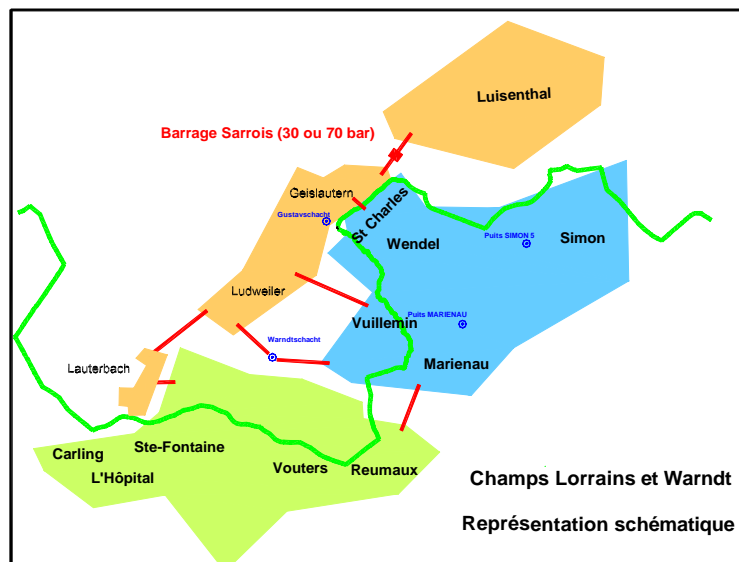 Luisenthal
Barrage Sarrois (30 ou 70 bar)
Geislautern
Gustavschacht
St Charles
Wendel
Puits SIMON 5
Simon
Ludweiler
Vuillemin
Puits MARIENAU
Warndtschacht
Lauterbach
Marienau
Ste-Fontaine
Carling
L'Hôpital
Vouters
Reumaux
Champs Lorrains et Warndt
Représentation schématique